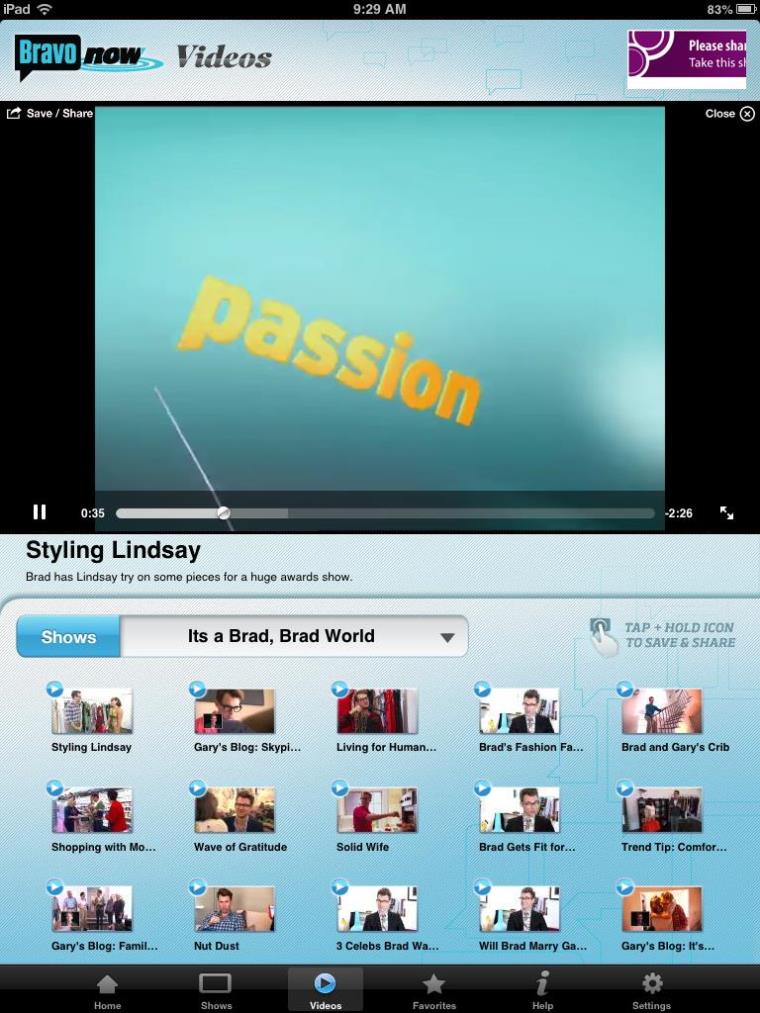 iPad 9:29 AM 83%
Bravo now Videos
Please shar
Take this sh
Save / Share Close
passion
0:35 -2:26
Styling Lindsay
Brad has Lindsay try on some pieces for a huge awards show.
Shows Its a Brad, Brad World
TAP + HOLD ICON
TO SAVE & SHARE
Styling Lindsay Gary's Blog: Skypi... Living for Human... Brad's Fashion Fa... Brad and Gary's Crib
Shopping with Mo... Wave of Gratitude Solid Wife Brad Gets Fit for... Trend Tip: Comfor...
Gary's Blog: Famil... Nut Dust 3 Celebs Brad Wa... Will Brad Marry Ga... Gary's Blog: It's...
Home Shows Videos Favorites Help Settings